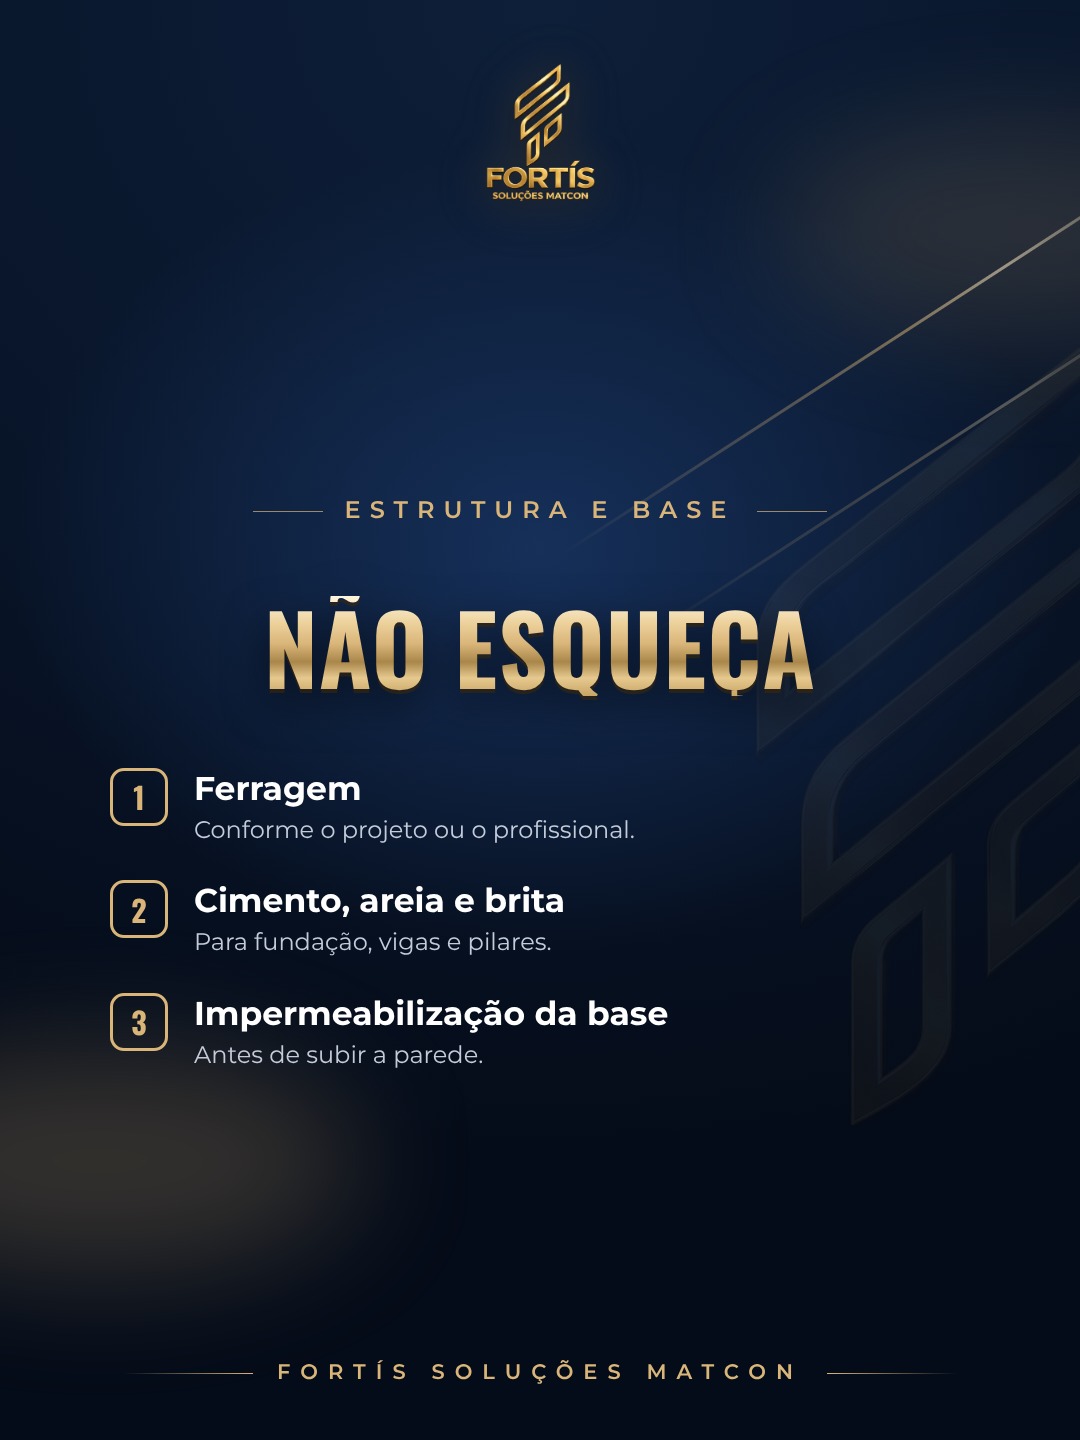 FORTÍS
SOLUÇÕES MATCON
ESTRUTURA E BASE
NÃO ESQUEÇA
1
Ferragem
Conforme o projeto ou o profissional.
2
Cimento, areia e brita
Para fundação, vigas e pilares.
3
Impermeabilização da base
Antes de subir a parede.
FORTÍS SOLUÇÕES MATCON